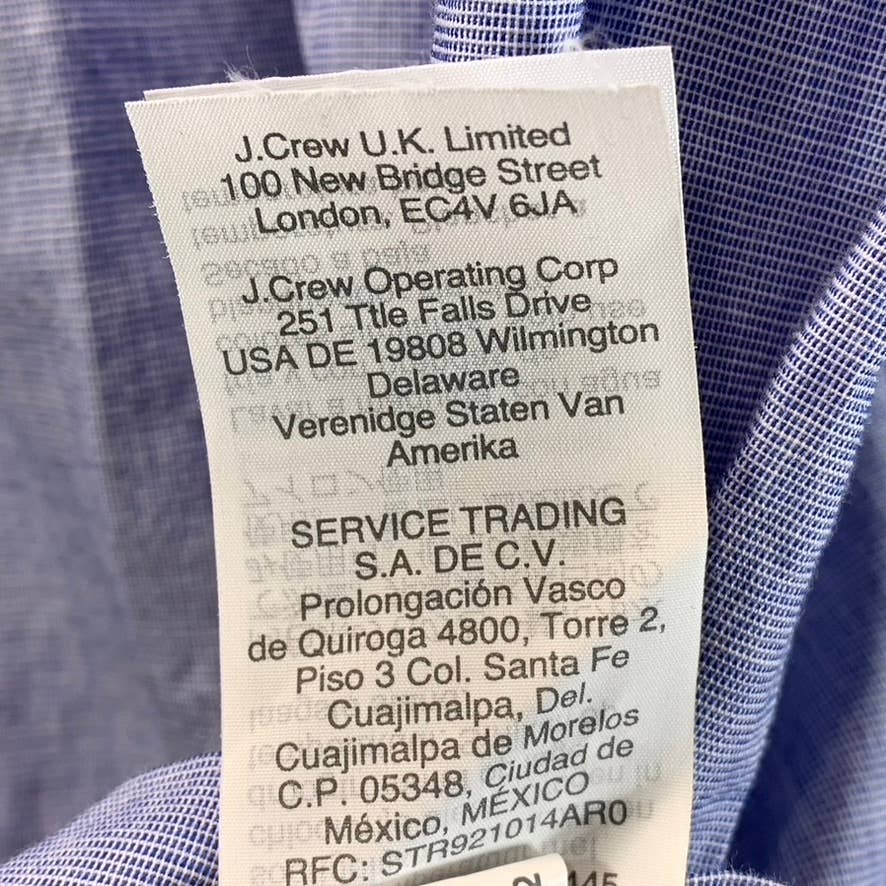 J.Crew U.K. Limited
100 New Bridge Street
London, EC4V 6JA
J.Crew Operating Corp
251 Ttle Falls Drive
USA DE 19808 Wilmington
Delaware
Verenidge Staten Van
Amerika
SERVICE TRADING
S.A. DE C.V.
Prolongación Vasco
de Quiroga 4800, Torre 2,
Piso 3 Col. Santa Fe
Cuajimalpa, Del.
Cuajimalpa de Morelos
C.P. 05348, Ciudad de
México, MÉXICO
RFC: STR921014AR0